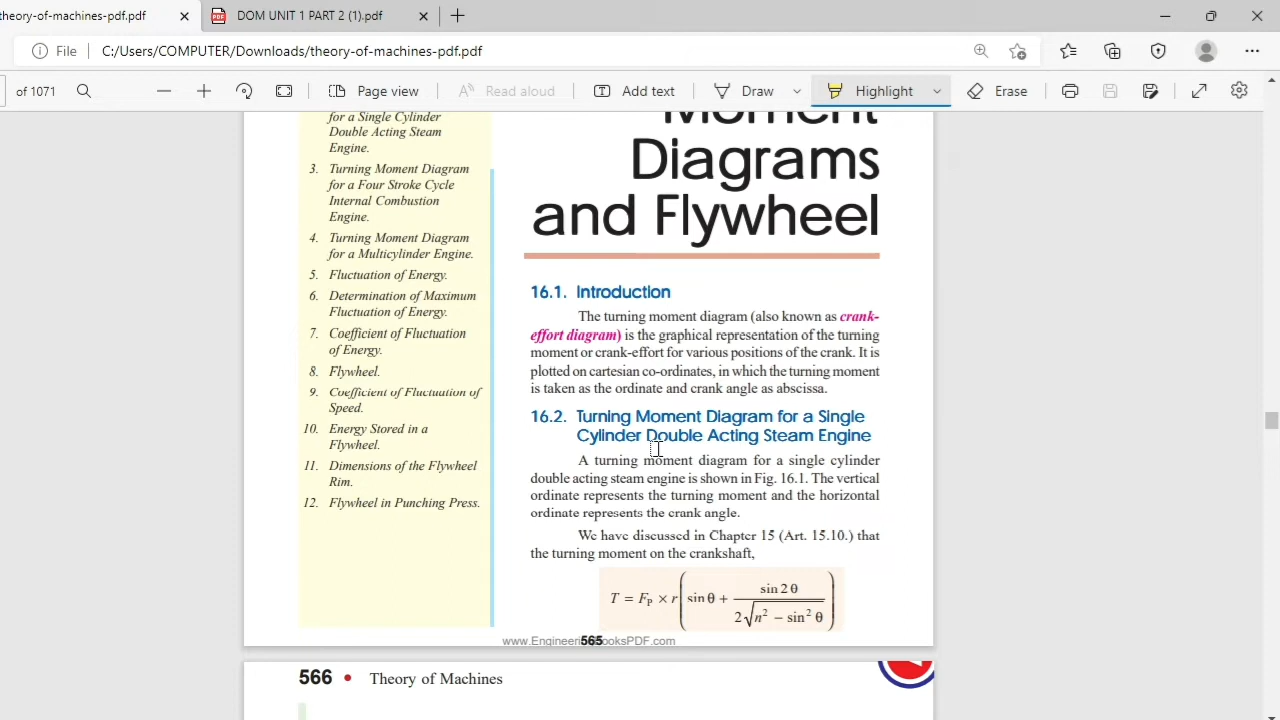 theory-of-machines-pdf.pdf
DOM UNIT 1 PART 2 (1).pdf
File
C:/Users/COMPUTER/Downloads/theory-of-machines-pdf.pdf
of 1071
Page view
Read aloud
Add text
Draw
Highlight
Erase
for a Single Cylinder
Double Acting Steam
Engine.
3. Turning Moment Diagram
for a Four Stroke Cycle
Internal Combustion
Engine.
4. Turning Moment Diagram
for a Multicylinder Engine.
5. Fluctuation of Energy.
6. Determination of Maximum
Fluctuation of Energy.
7. Coefficient of Fluctuation
of Energy.
8. Flywheel.
9. Coefficient of Fluctuation of
Speed.
10. Energy Stored in a
Flywheel.
11. Dimensions of the Flywheel
Rim.
12. Flywheel in Punching Press.
Moment
Diagrams
and Flywheel
16.1. Introduction
The turning moment diagram (also known as crank-
effort diagram) is the graphical representation of the turning
moment or crank-effort for various positions of the crank. It is
plotted on cartesian co-ordinates, in which the turning moment
is taken as the ordinate and crank angle as abscissa.
16.2. Turning Moment Diagram for a Single
Cylinder Double Acting Steam Engine
A turning moment diagram for a single cylinder
double acting steam engine is shown in Fig. 16.1. The vertical
ordinate represents the turning moment and the horizontal
ordinate represents the crank angle.
We have discussed in Chapter 15 (Art. 15.10.) that
the turning moment on the crankshaft,
T = F_P × r ( sin θ + sin 2 θ / 2 √(n² − sin² θ) )
www.Engineeri 565 ooksPDF.com
566 • Theory of Machines